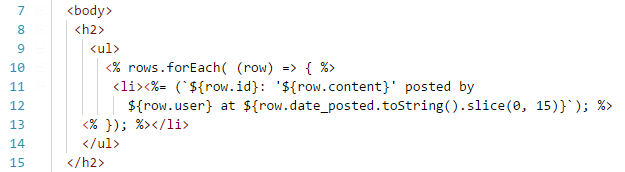 7 <body>
8 <h2>
9 <ul>
10 <% rows.forEach( (row) => { %>
11 <li><%= (`${row.id}: '${row.content}' posted by
12 ${row.user} at ${row.date_posted.toString().slice(0, 15)}`); %>
13 <% }); %></li>
14 </ul>
15 </h2>